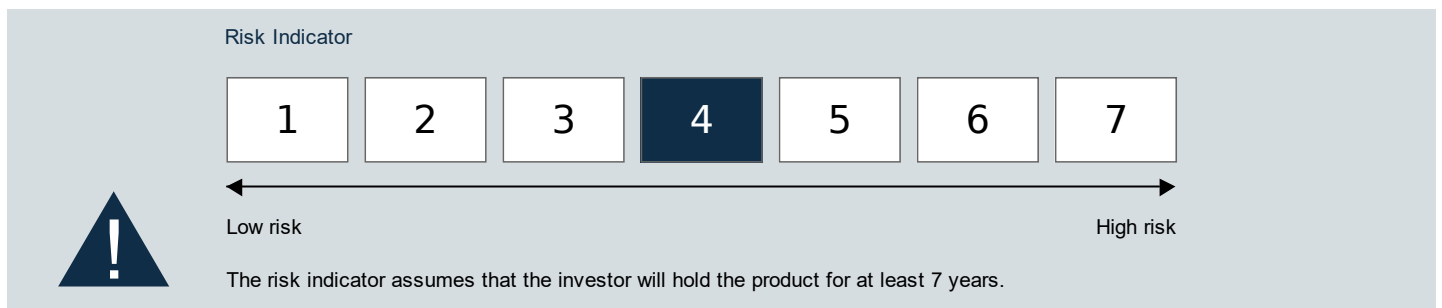 Risk Indicator
1 2 3 4 5 6 7
Low risk High risk
!
The risk indicator assumes that the investor will hold the product for at least 7 years.